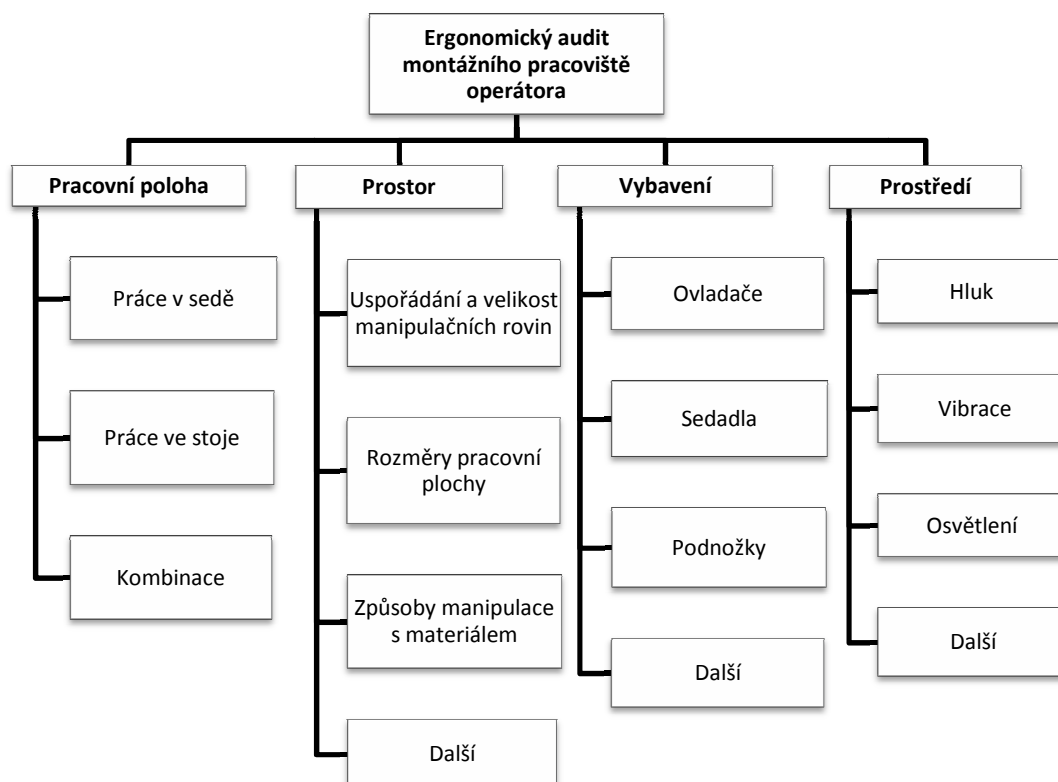 Ergonomický audit
montážního pracoviště
operátora
Pracovní poloha
Práce v sedě
Práce ve stoje
Kombinace
Prostor
Uspořádání a velikost
manipulačních rovin
Rozměry pracovní
plochy
Způsoby manipulace
s materiálem
Další
Vybavení
Ovladače
Sedadla
Podnožky
Další
Prostředí
Hluk
Vibrace
Osvětlení
Další